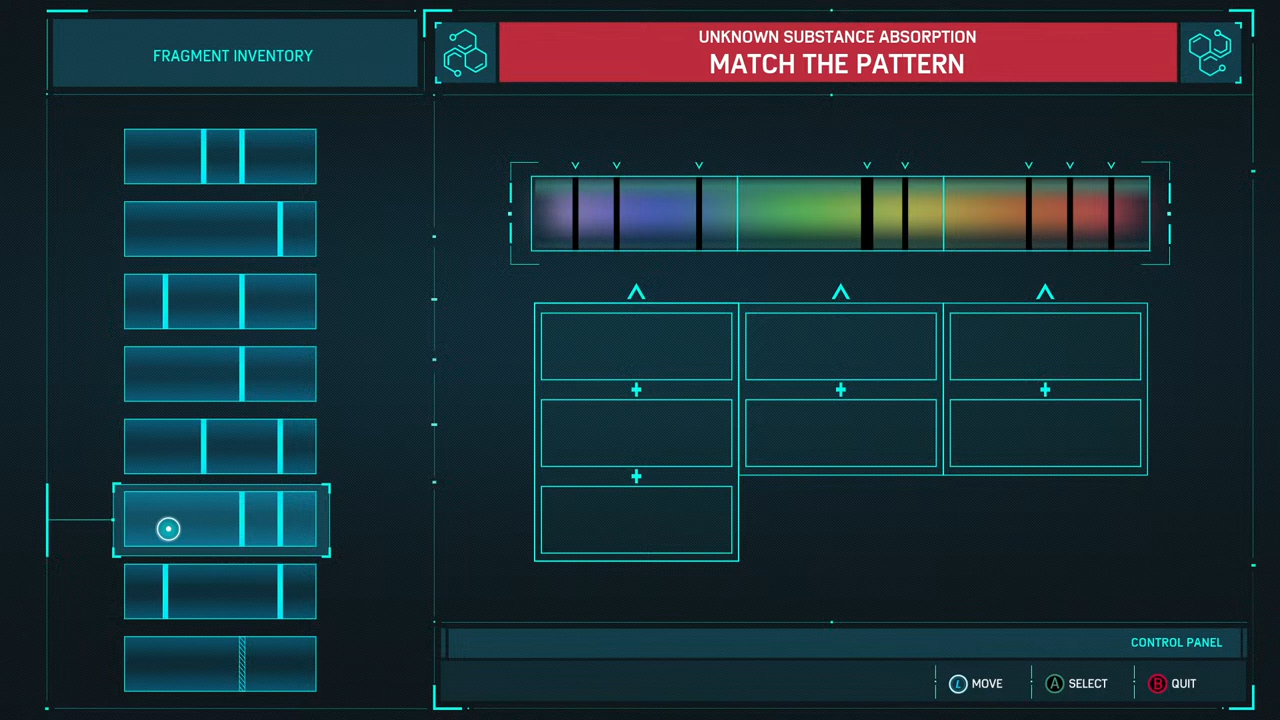 FRAGMENT INVENTORY
UNKNOWN SUBSTANCE ABSORPTION
MATCH THE PATTERN
CONTROL PANEL
L MOVE
A SELECT
B QUIT